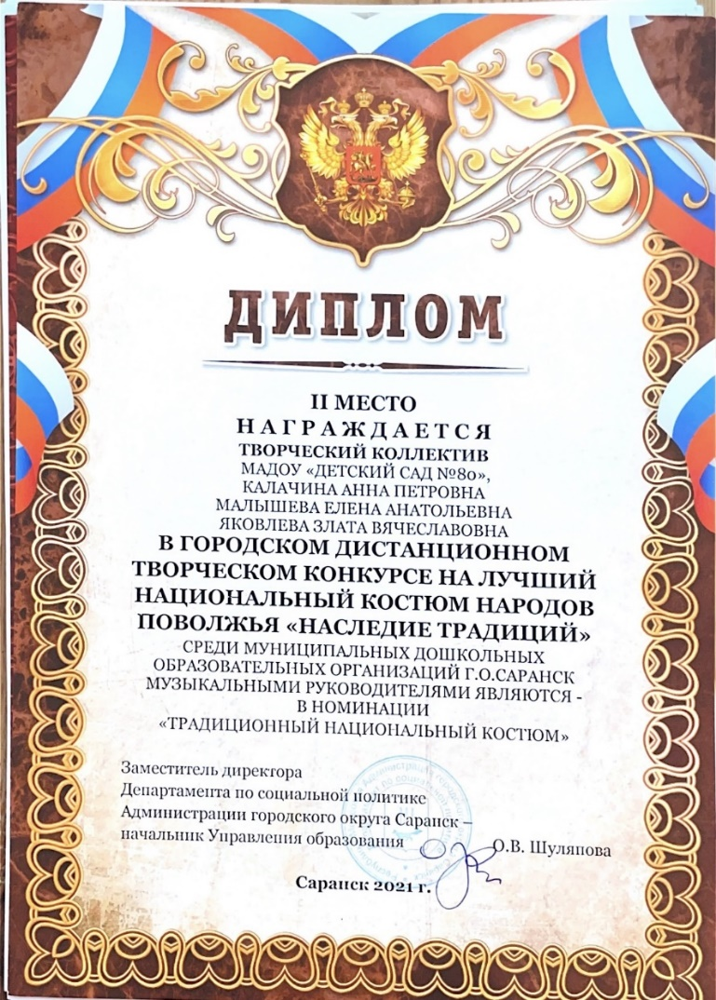 ДИПЛОМ
II МЕСТО
НАГРАЖДАЕТСЯ
ТВОРЧЕСКИЙ КОЛЛЕКТИВ
МАДОУ «ДЕТСКИЙ САД №80»,
КАЛАЧИНА АННА ПЕТРОВНА
МАЛЫШЕВА ЕЛЕНА АНАТОЛЬЕВНА
ЯКОВЛЕВА ЗЛАТА ВЯЧЕСЛАВОВНА
В ГОРОДСКОМ ДИСТАНЦИОННОМ
ТВОРЧЕСКОМ КОНКУРСЕ НА ЛУЧШИЙ
НАЦИОНАЛЬНЫЙ КОСТЮМ НАРОДОВ
ПОВОЛЖЬЯ «НАСЛЕДИЕ ТРАДИЦИЙ»
СРЕДИ МУНИЦИПАЛЬНЫХ ДОШКОЛЬНЫХ
ОБРАЗОВАТЕЛЬНЫХ ОРГАНИЗАЦИЙ Г.О.САРАНСК
МУЗЫКАЛЬНЫМИ РУКОВОДИТЕЛЯМИ ЯВЛЯЮТСЯ -
В НОМИНАЦИИ
«ТРАДИЦИОННЫЙ НАЦИОНАЛЬНЫЙ КОСТЮМ»
Заместитель директора
Департамента по социальной политике
Администрации городского округа Саранск –
начальник Управления образования О.В. Шуляпова
Саранск 2021 г.